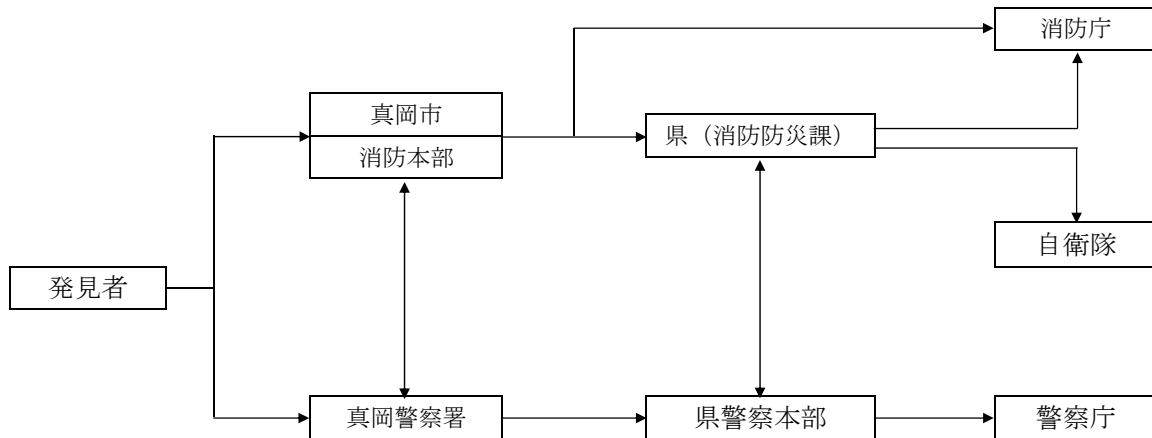 消防庁
真岡市
消防本部
県（消防防災課）
自衛隊
発見者
真岡警察署
県警察本部
警察庁